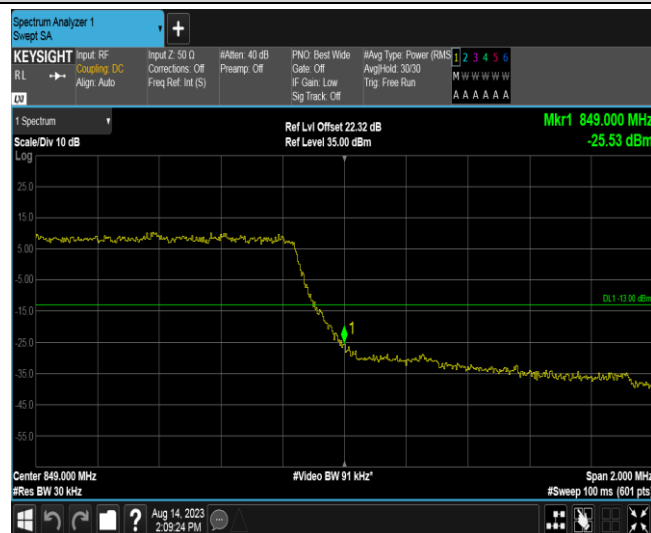 Spectrum Analyzer 1
Swept SA
+
KEYSIGHT
RL
Input: RF
Coupling: DC
Align: Auto
Input Z: 50 Ω
Corrections: Off
Freq Ref: Int (S)
#Atten: 40 dB
Preamp: Off
PNO: Best Wide
Gate: Off
IF Gain: Low
Sig Track: Off
#Avg Type: Power (RMS
Avg|Hold: 30/30
Trig: Free Run
1 2 3 4 5 6
M W W W W W
A A A A A A
1 Spectrum
Scale/Div 10 dB
Log
Ref Lvl Offset 22.32 dB
Ref Level 35.00 dBm
Mkr1 849.000 MHz
-25.53 dBm
25.0
15.0
5.00
-5.00
DL1 -13.00 dBm
-15.0
1
-25.0
-35.0
-45.0
-55.0
Center 849.000 MHz
#Video BW 91 kHz*
Span 2.000 MHz
#Res BW 30 kHz
#Sweep 100 ms (601 pts)
?
Aug 14, 2023
2:09:24 PM